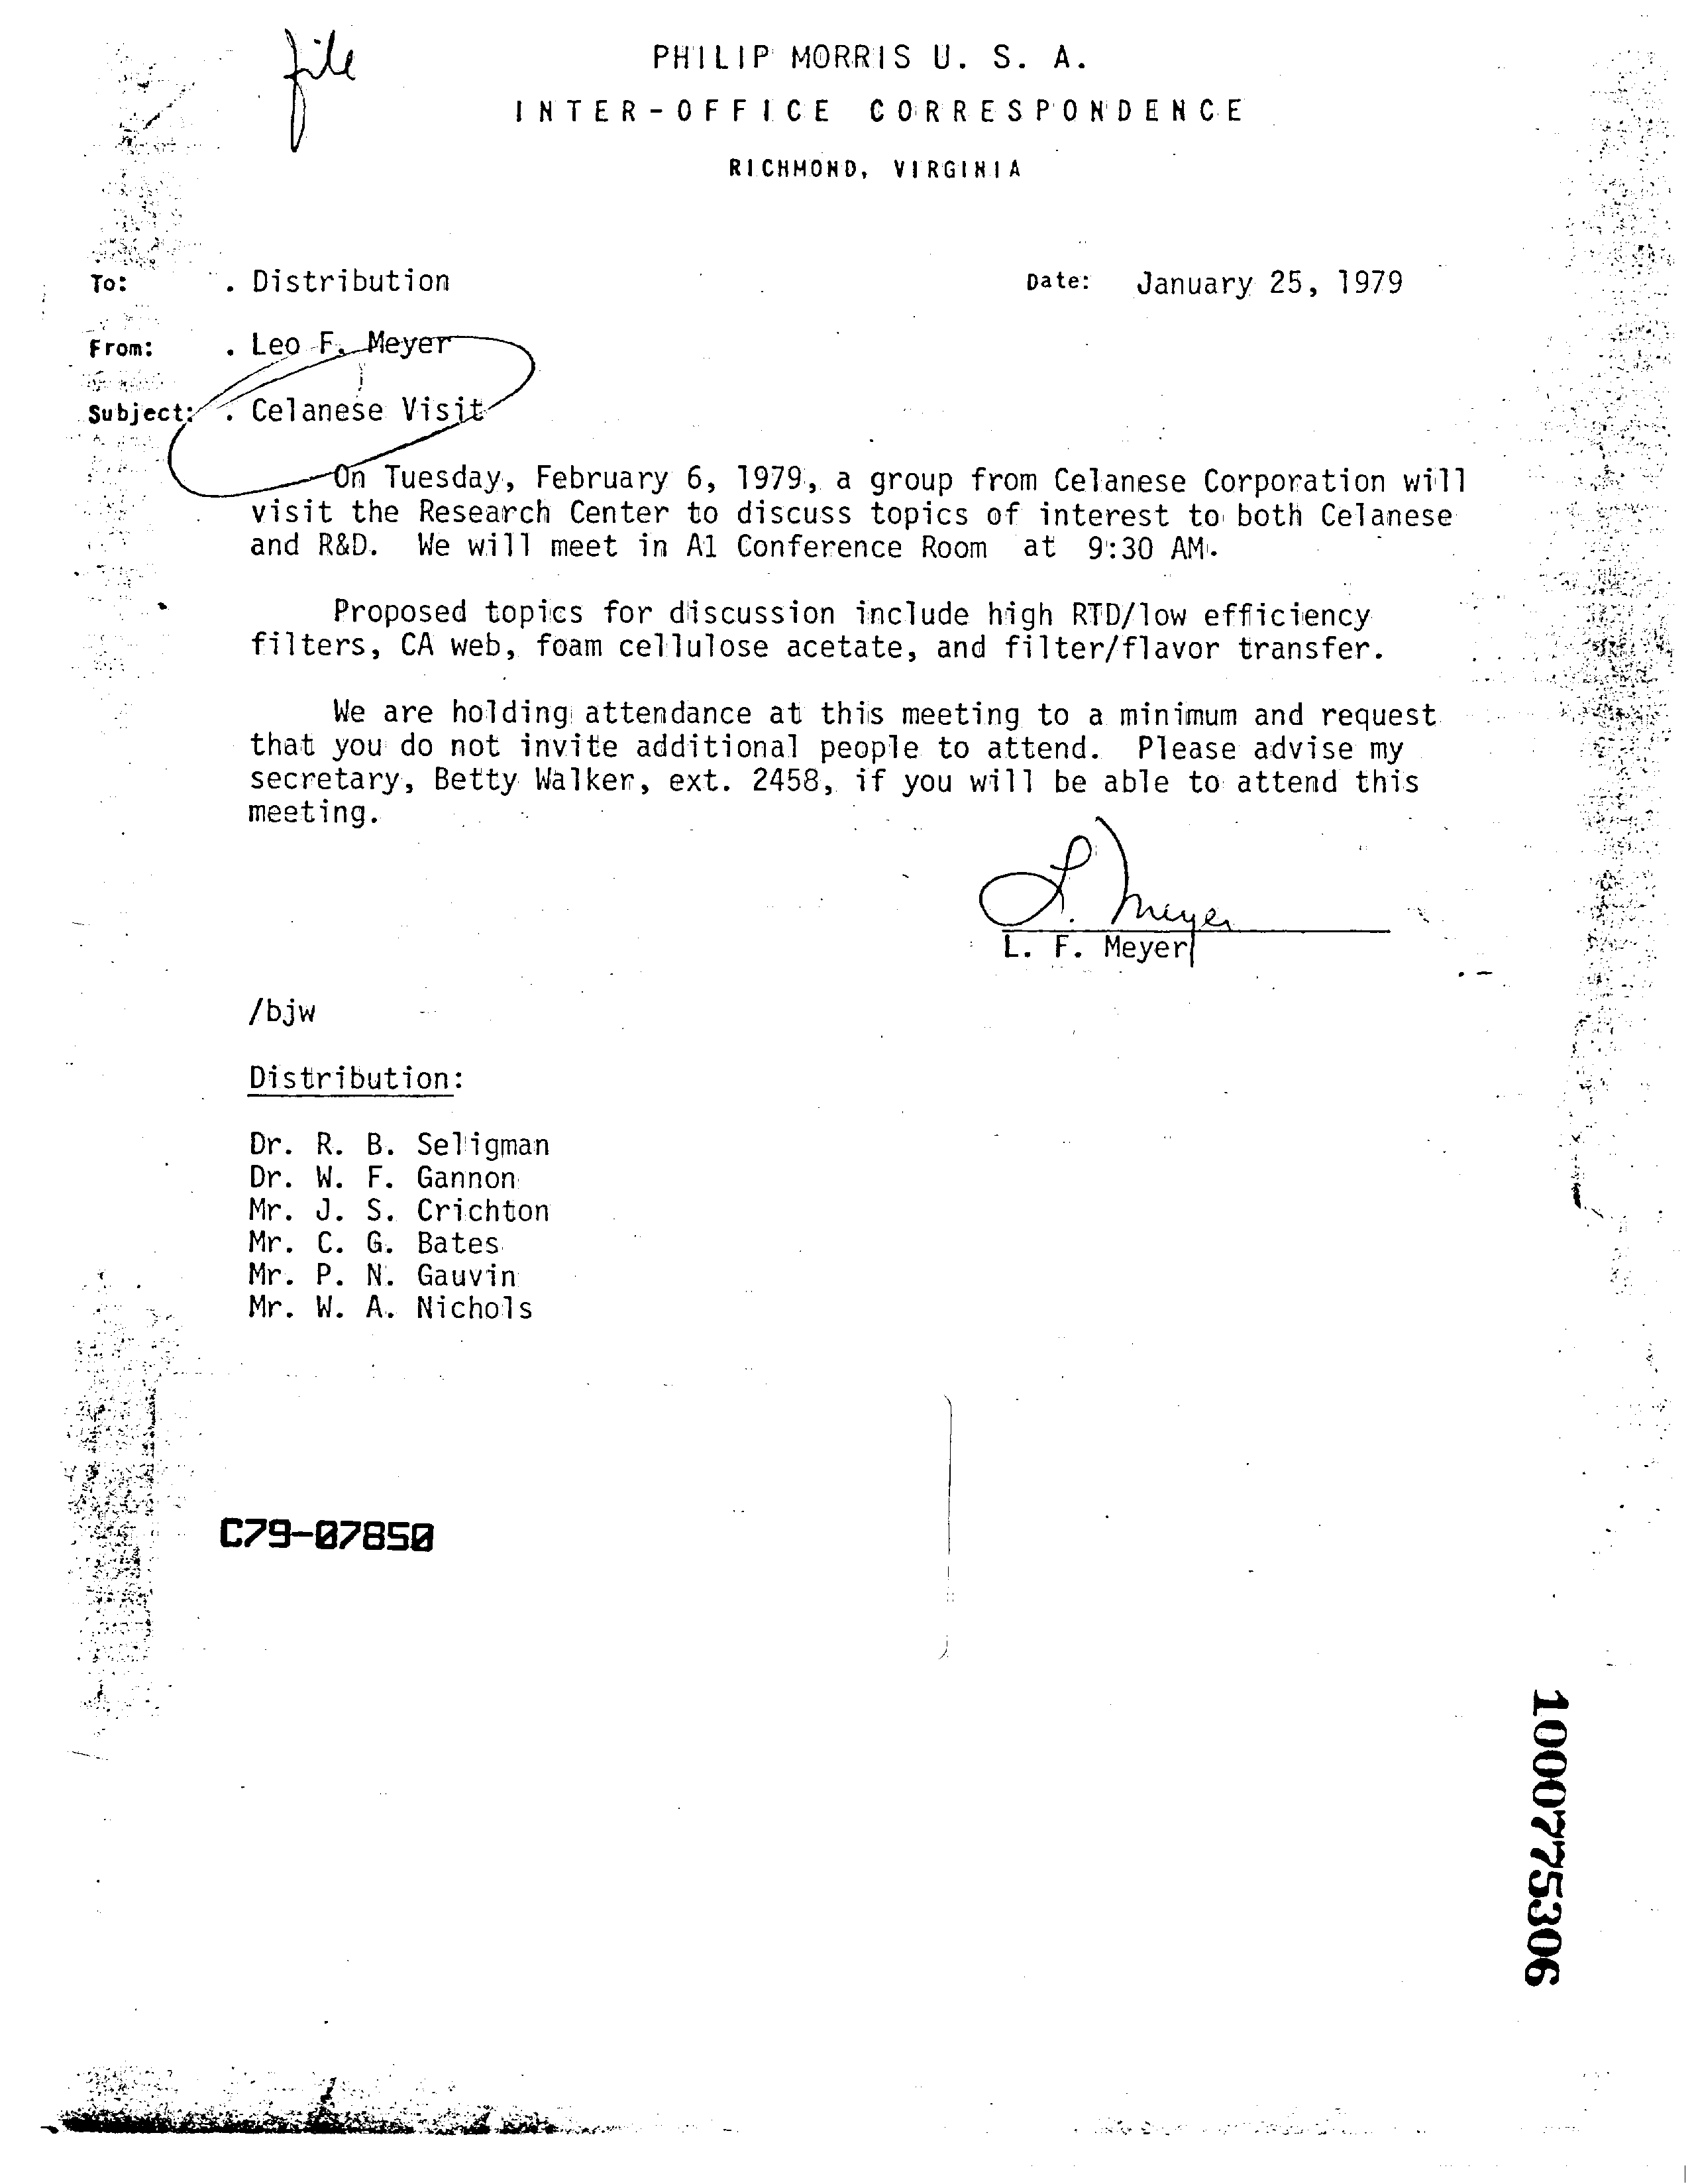 file
PHILIP MORRIS U. S. A.
INTER-OFFICE CORRESPONDENCE
RICHMOND, VIRGINIA
To: . Distribution Date: January 25, 1979
From: . Leo F. Meyer
Subject: . Celanese Visit
On Tuesday, February 6, 1979, a group from Celanese Corporation will
visit the Research Center to discuss topics of interest to both Celanese
and R&D. We will meet in A1 Conference Room at 9:30 AM.
Proposed topics for discussion include high RTD/low efficiency
filters, CA web, foam cellulose acetate, and filter/flavor transfer.
We are holding attendance at this meeting to a minimum and request
that you do not invite additional people to attend. Please advise my
secretary, Betty Walker, ext. 2458, if you will be able to attend this
meeting.
L. Meyer
L. F. Meyer
/bjw
Distribution:
Dr. R. B. Seligman
Dr. W. F. Gannon
Mr. J. S. Crichton
Mr. C. G. Bates
Mr. P. N. Gauvin
Mr. W. A. Nichols
C79-07850
1000775306